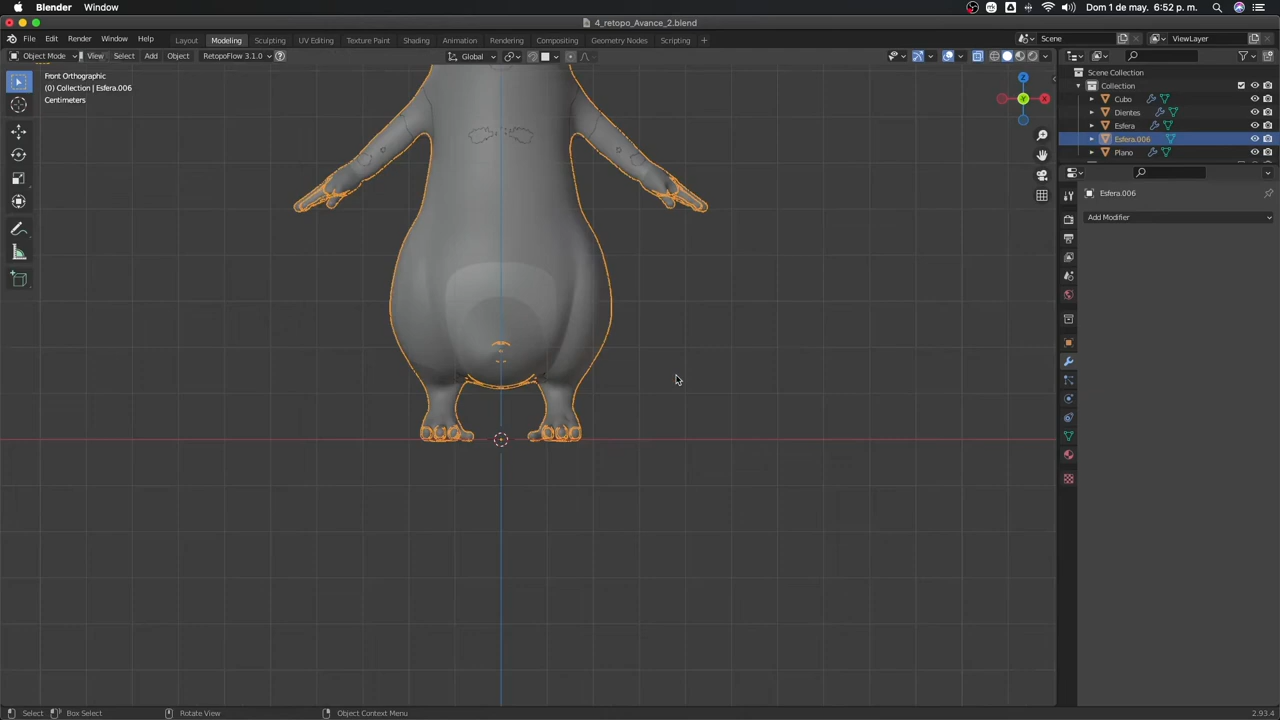 Blender Window Dom 1 de may. 6:52 p. m.
4_retopo_Avance_2.blend
File Edit Render Window Help Layout Modeling Sculpting UV Editing Texture Paint Shading Animation Rendering Compositing Geometry Nodes Scripting + Scene ViewLayer
Object Mode View Select Add Object RetopoFlow 3.1.0 Global
Front Orthographic
(0) Collection | Esfera.006
Centimeters
Z
Y
X
Scene Collection
Collection
Cubo
Dientes
Esfera
Esfera.006
Plano
Esfera.006
Add Modifier
Select Box Select Rotate View Object Context Menu 2.93.4